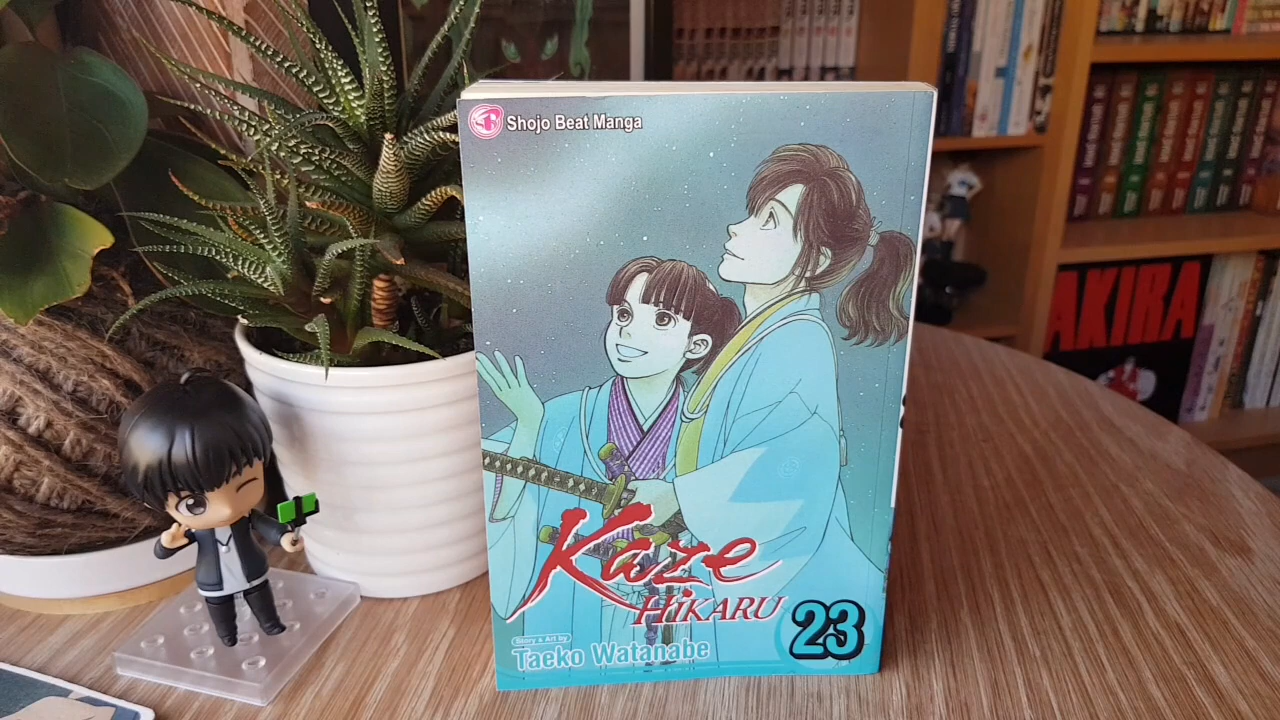 Shojo Beat Manga
Kaze
HIKARU
23
Story & Art by
Taeko Watanabe
AKIRA